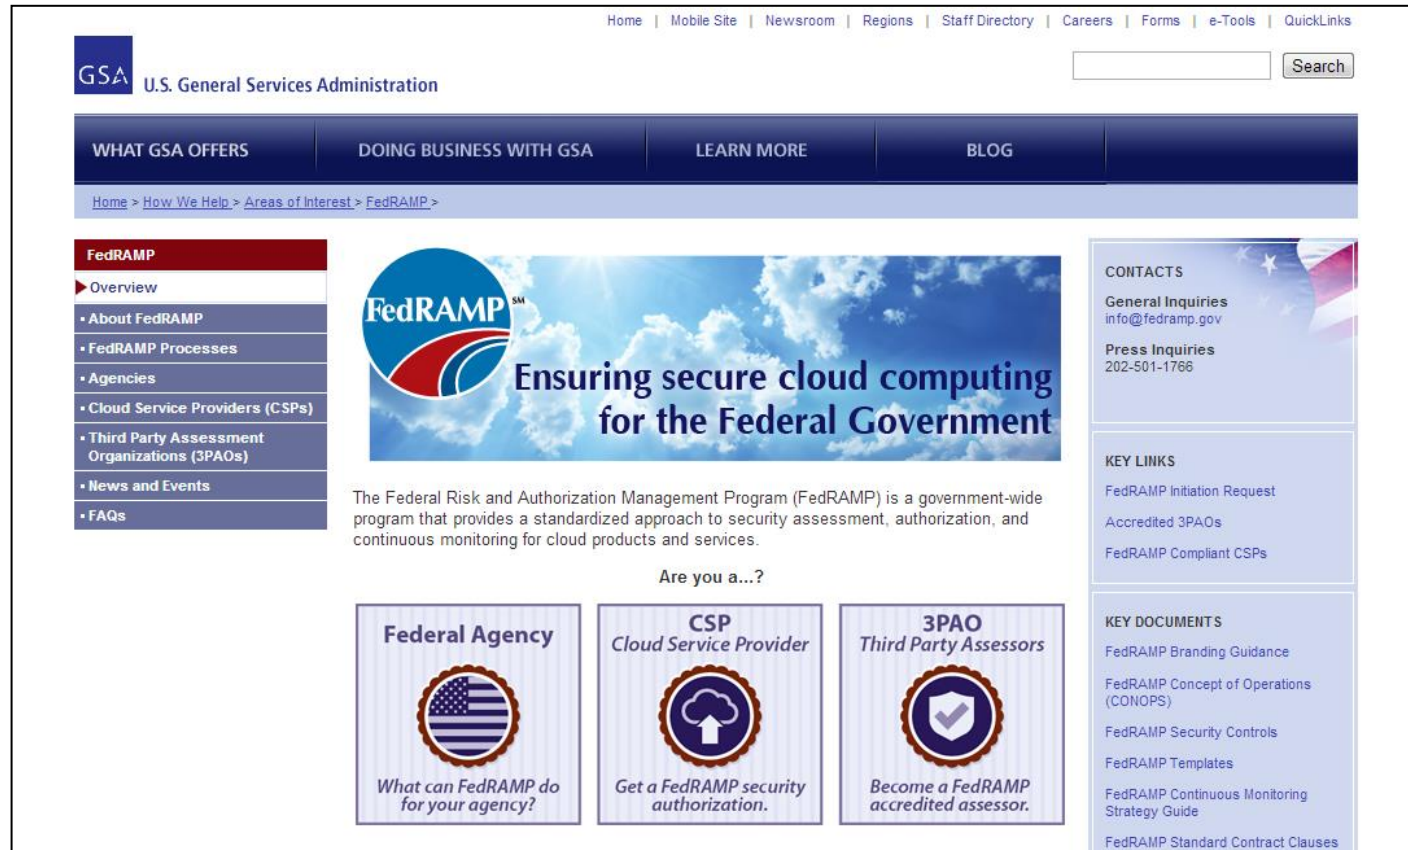 Home | Mobile Site | Newsroom | Regions | Staff Directory | Careers | Forms | e-Tools | QuickLinks
GSA
U.S. General Services Administration
Search
WHAT GSA OFFERS
DOING BUSINESS WITH GSA
LEARN MORE
BLOG
Home > How We Help > Areas of Interest > FedRAMP >
FedRAMP
Overview
About FedRAMP
FedRAMP Processes
Agencies
Cloud Service Providers (CSPs)
Third Party Assessment
Organizations (3PAOs)
News and Events
FAQs
FedRAMP SM
Ensuring secure cloud computing
for the Federal Government
The Federal Risk and Authorization Management Program (FedRAMP) is a government-wide
program that provides a standardized approach to security assessment, authorization, and
continuous monitoring for cloud products and services.
Are you a...?
Federal Agency
What can FedRAMP do
for your agency?
CSP
Cloud Service Provider
Get a FedRAMP security
authorization.
3PAO
Third Party Assessors
Become a FedRAMP
accredited assessor.
CONTACTS
General Inquiries
info@fedramp.gov
Press Inquiries
202-501-1766
KEY LINKS
FedRAMP Initiation Request
Accredited 3PAOs
FedRAMP Compliant CSPs
KEY DOCUMENTS
FedRAMP Branding Guidance
FedRAMP Concept of Operations
(CONOPS)
FedRAMP Security Controls
FedRAMP Templates
FedRAMP Continuous Monitoring
Strategy Guide
FedRAMP Standard Contract Clauses